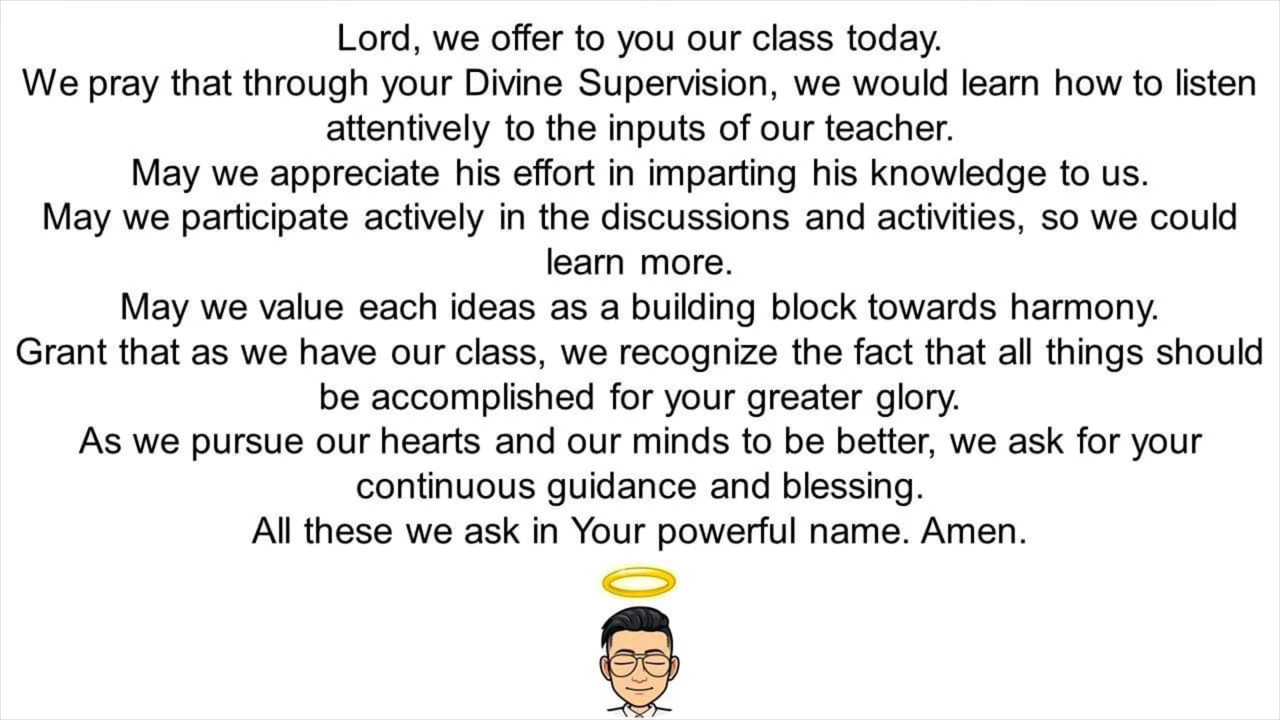 Lord, we offer to you our class today.
We pray that through your Divine Supervision, we would learn how to listen
attentively to the inputs of our teacher.
May we appreciate his effort in imparting his knowledge to us.
May we participate actively in the discussions and activities, so we could
learn more.
May we value each ideas as a building block towards harmony.
Grant that as we have our class, we recognize the fact that all things should
be accomplished for your greater glory.
As we pursue our hearts and our minds to be better, we ask for your
continuous guidance and blessing.
All these we ask in Your powerful name. Amen.